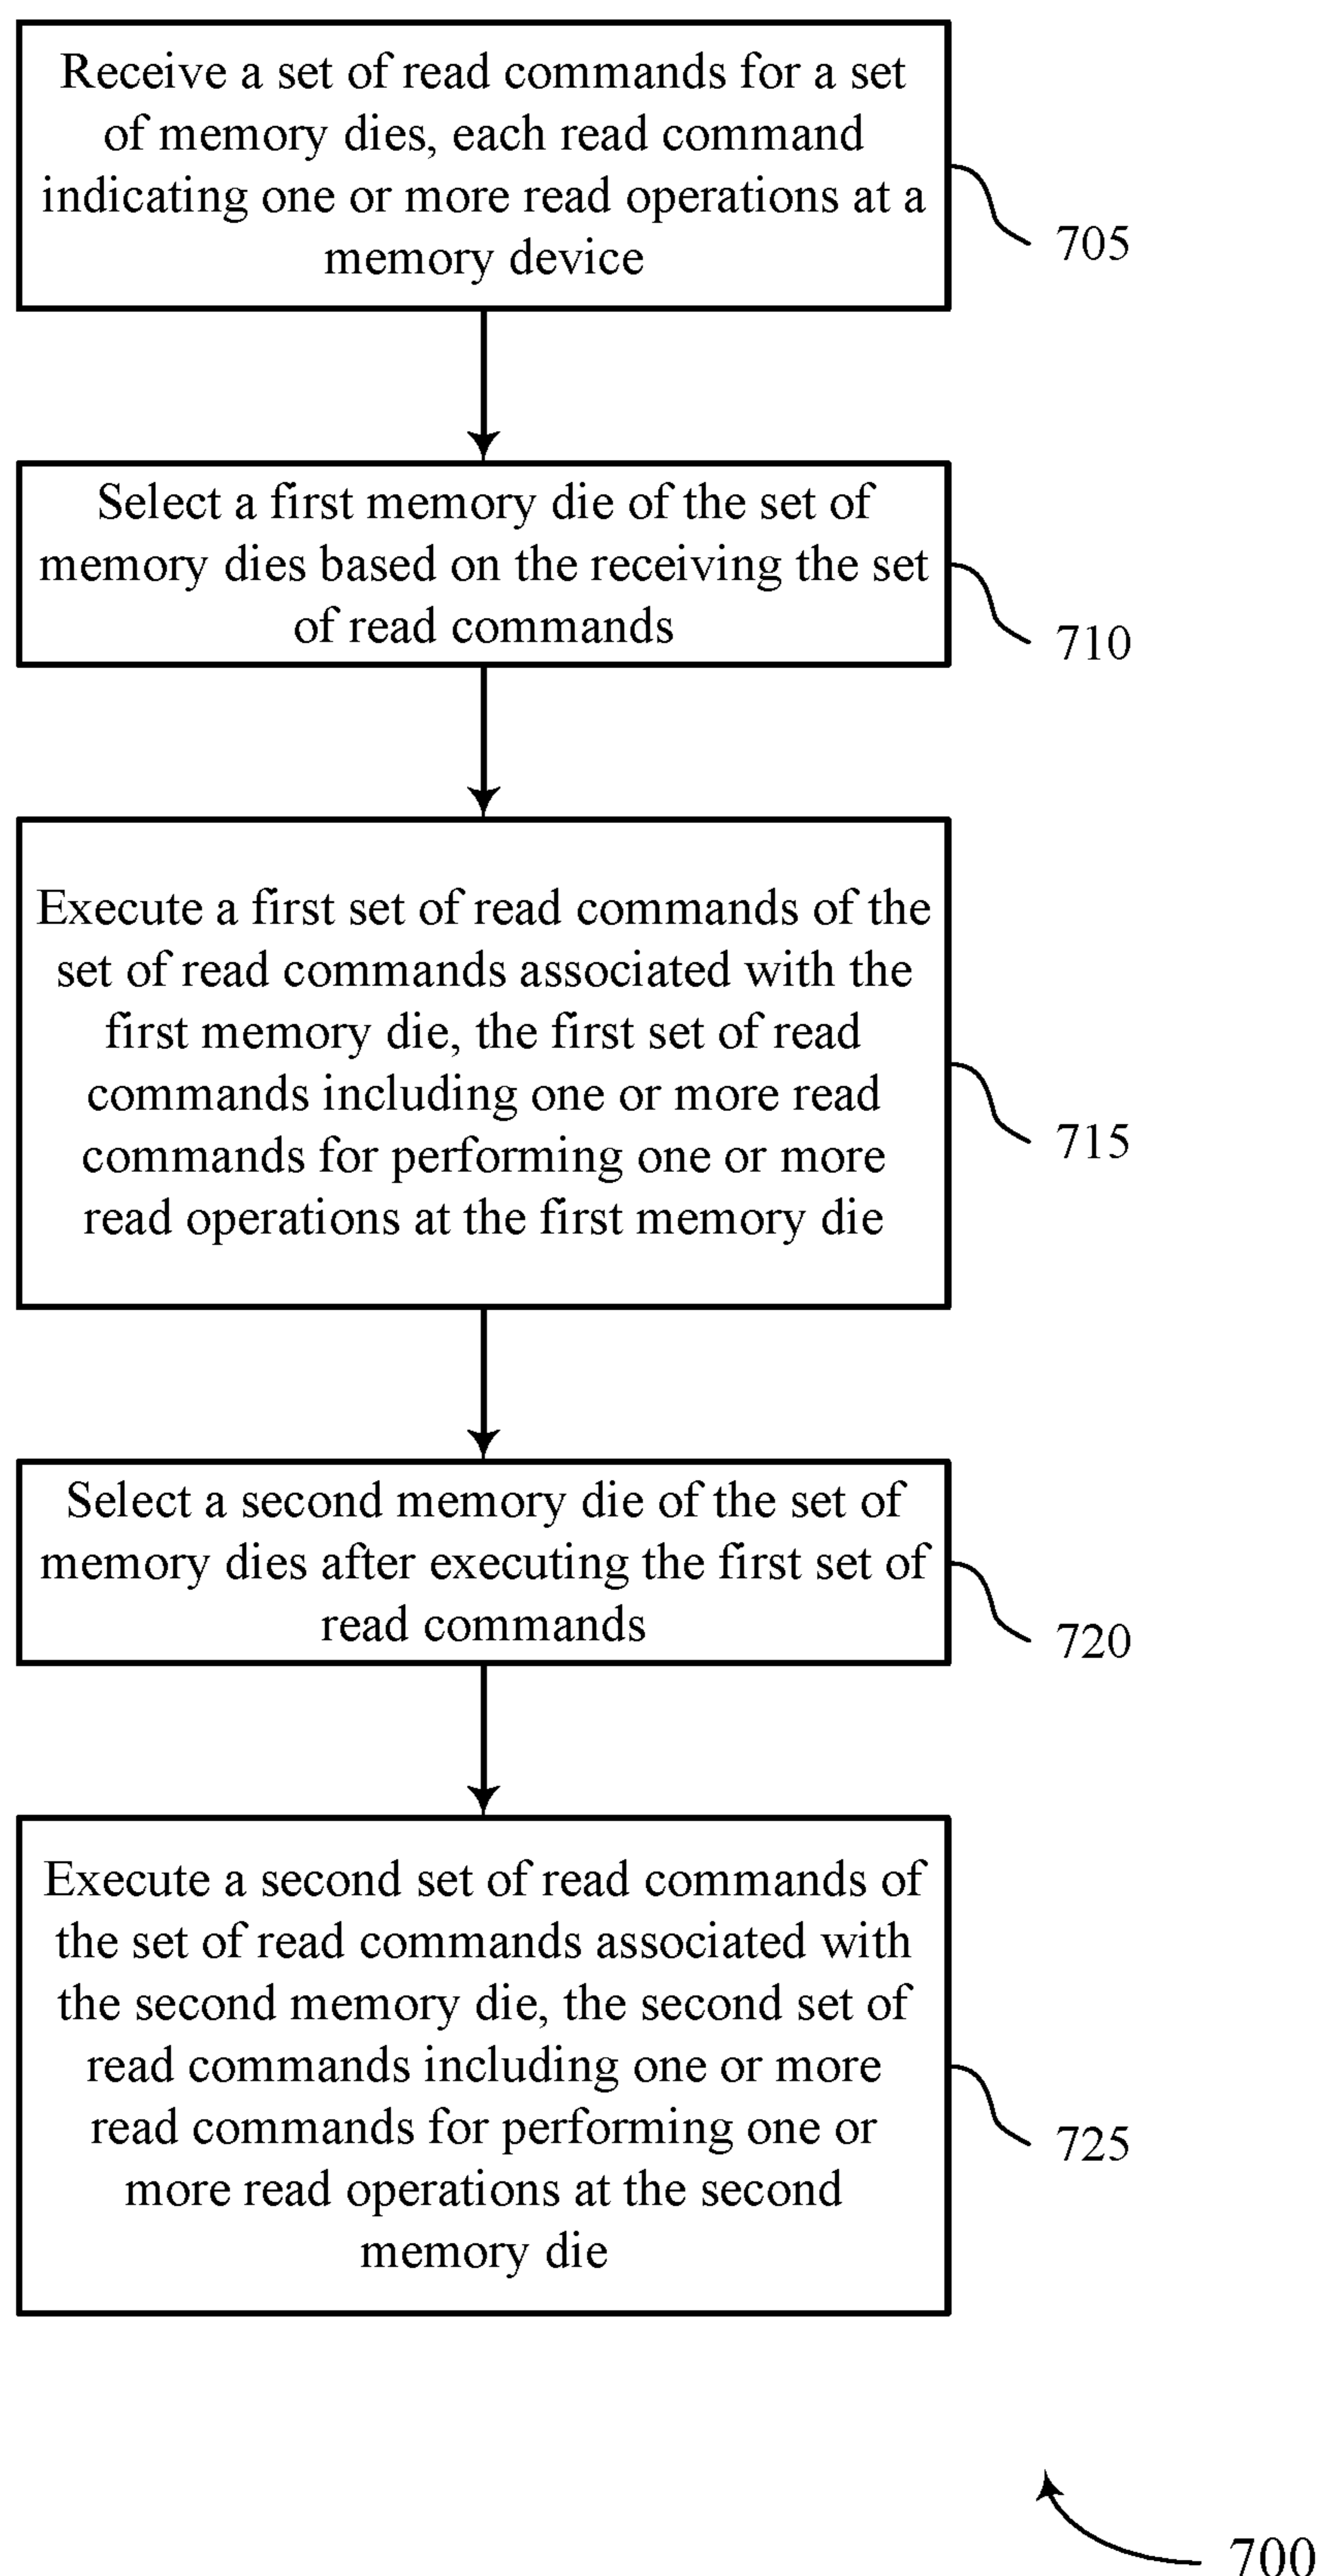 Receive a set of read commands for a set
of memory dies, each read command
indicating one or more read operations at a
memory device
705
Select a first memory die of the set of
memory dies based on the receiving the set
of read commands
710
Execute a first set of read commands of the
set of read commands associated with the
first memory die, the first set of read
commands including one or more read
commands for performing one or more
read operations at the first memory die
715
Select a second memory die of the set of
memory dies after executing the first set of
read commands
720
Execute a second set of read commands of
the set of read commands associated with
the second memory die, the second set of
read commands including one or more
read commands for performing one or
more read operations at the second
memory die
725
700